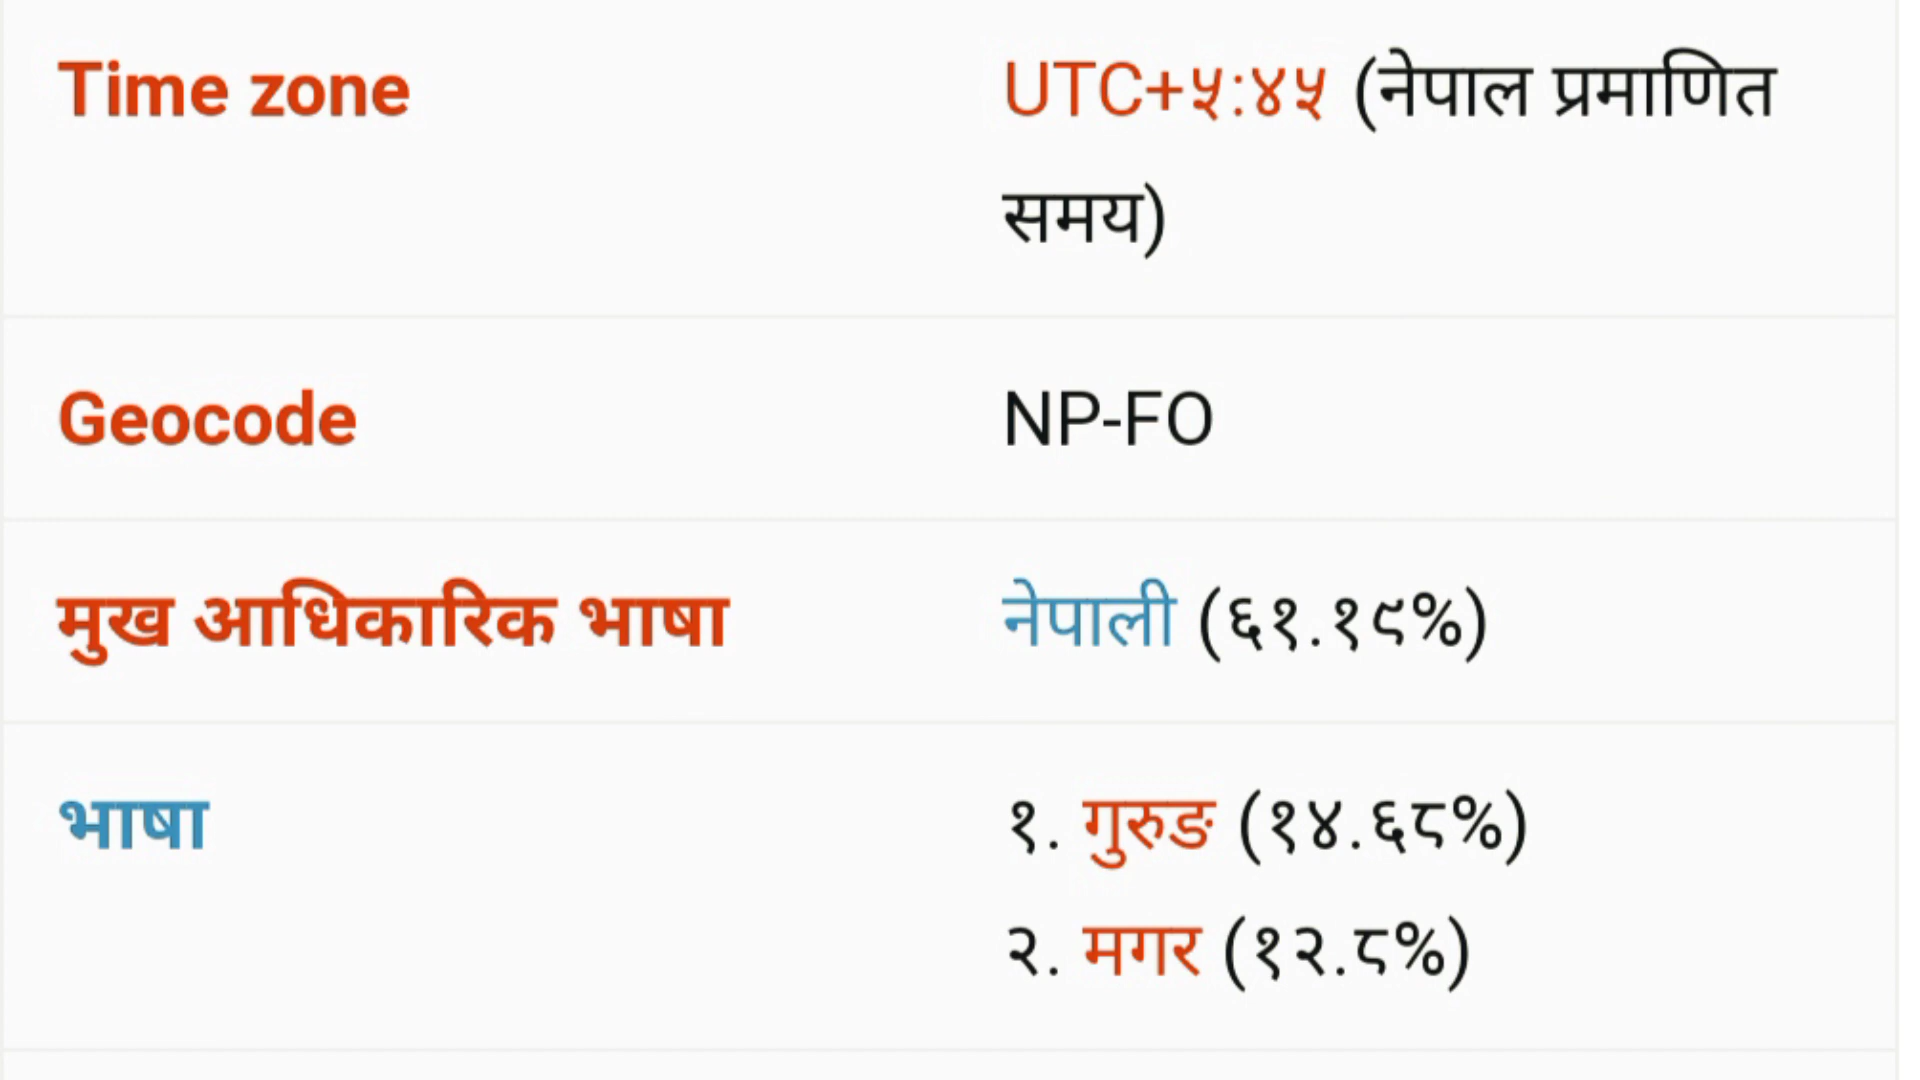 Time zone UTC+५:४५ (नेपाल प्रमाणित
समय)
Geocode NP-FO
मुख आधिकारिक भाषा नेपाली (६१.१९%)
भाषा १. गुरुङ (१४.६८%)
२. मगर (१२.८%)